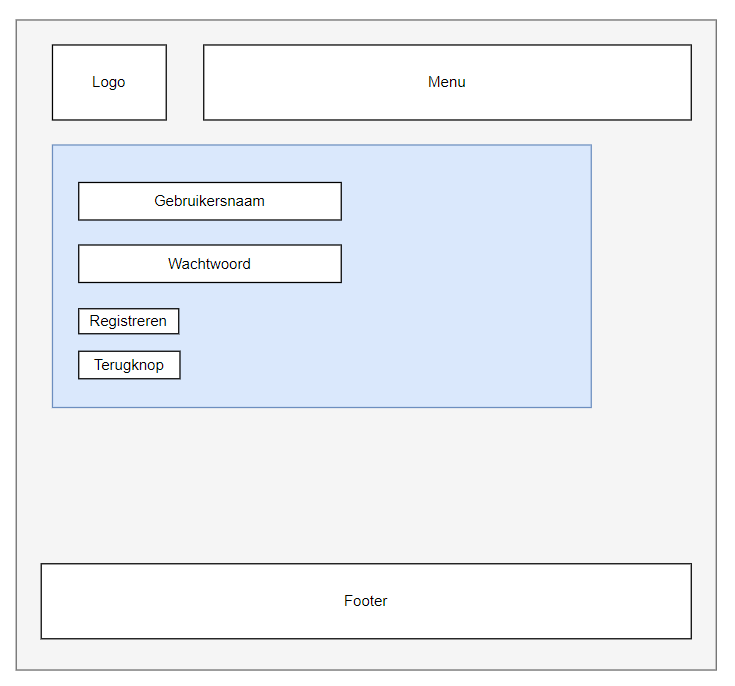 Logo
Menu
Gebruikersnaam
Wachtwoord
Registreren
Terugknop
Footer